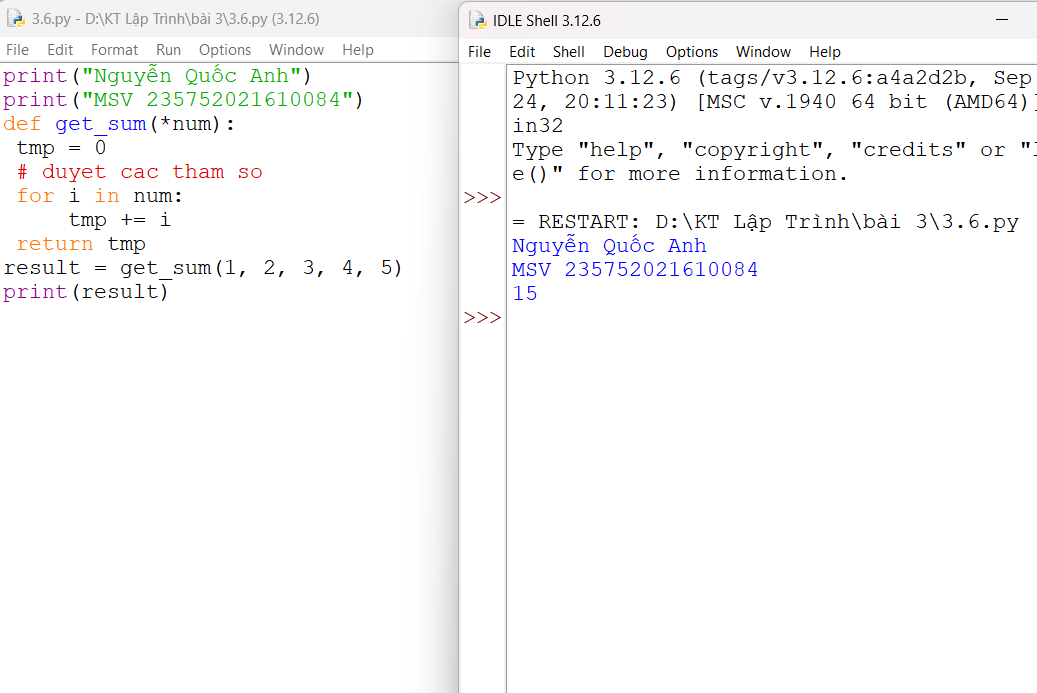 3.6.py - D:\KT Lập Trình\bài 3\3.6.py (3.12.6)
File Edit Format Run Options Window Help
print("Nguyễn Quốc Anh")
print("MSV 235752021610084")
def get_sum(*num):
 tmp = 0
 # duyet cac tham so
 for i in num:
     tmp += i
 return tmp
result = get_sum(1, 2, 3, 4, 5)
print(result)
IDLE Shell 3.12.6
File Edit Shell Debug Options Window Help
Python 3.12.6 (tags/v3.12.6:a4a2d2b, Sep
24, 20:11:23) [MSC v.1940 64 bit (AMD64)]
in32
Type "help", "copyright", "credits" or "l
e()" for more information.
>>>
= RESTART: D:\KT Lập Trình\bài 3\3.6.py
Nguyễn Quốc Anh
MSV 235752021610084
15
>>>